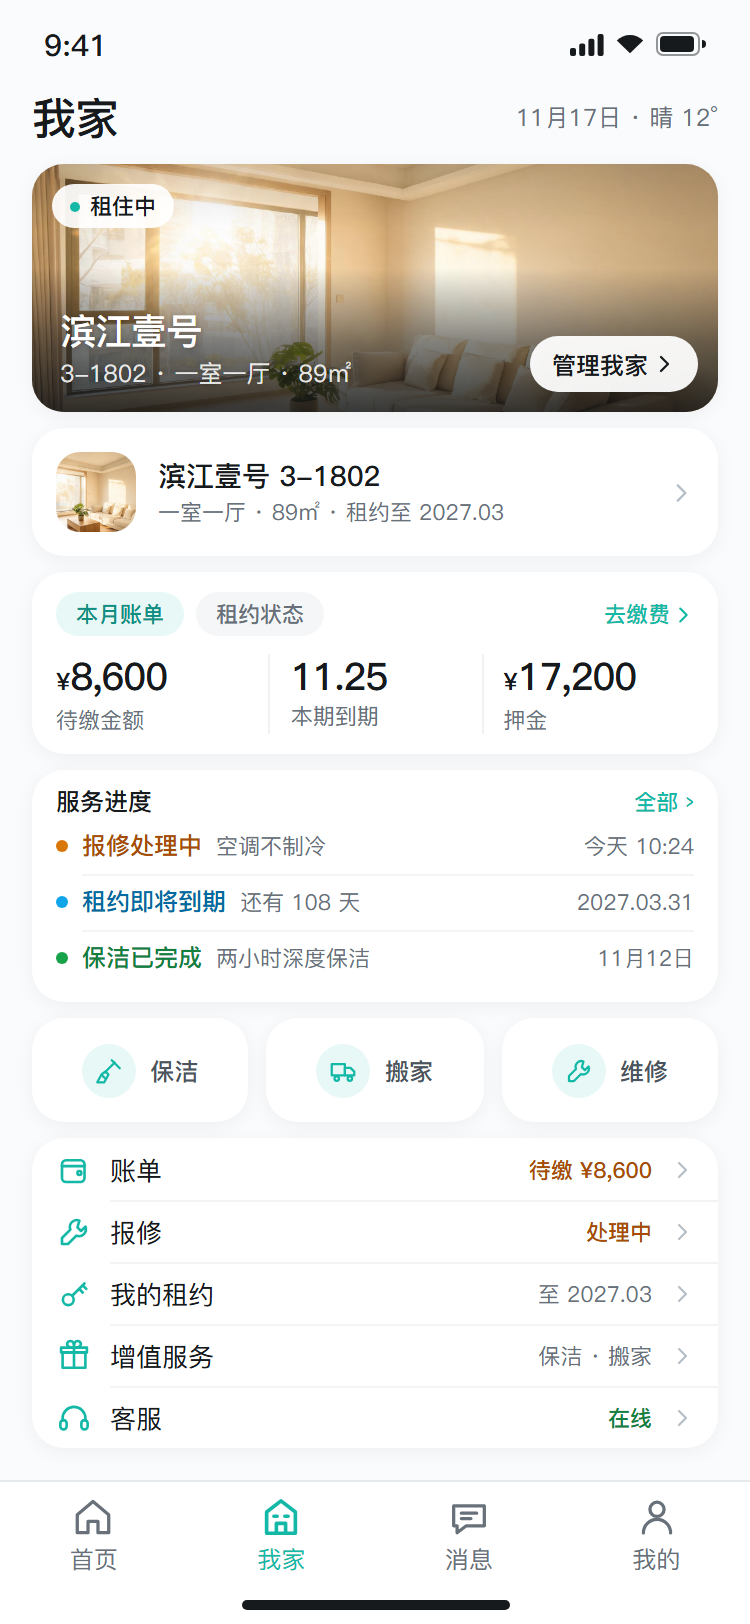 9:41
我家
11月17日 · 晴 12°
租住中
滨江壹号
3-1802 · 一室一厅 · 89㎡
管理我家
滨江壹号 3-1802
一室一厅 · 89㎡ · 租约至 2027.03
本月账单 租约状态 去缴费
¥8,600 11.25 ¥17,200
待缴金额 本期到期 押金
服务进度 全部
报修处理中 空调不制冷 今天 10:24
租约即将到期 还有 108 天 2027.03.31
保洁已完成 两小时深度保洁 11月12日
保洁 搬家 维修
账单 待缴 ¥8,600
报修 处理中
我的租约 至 2027.03
增值服务 保洁 · 搬家
客服 在线
首页 我家 消息 我的